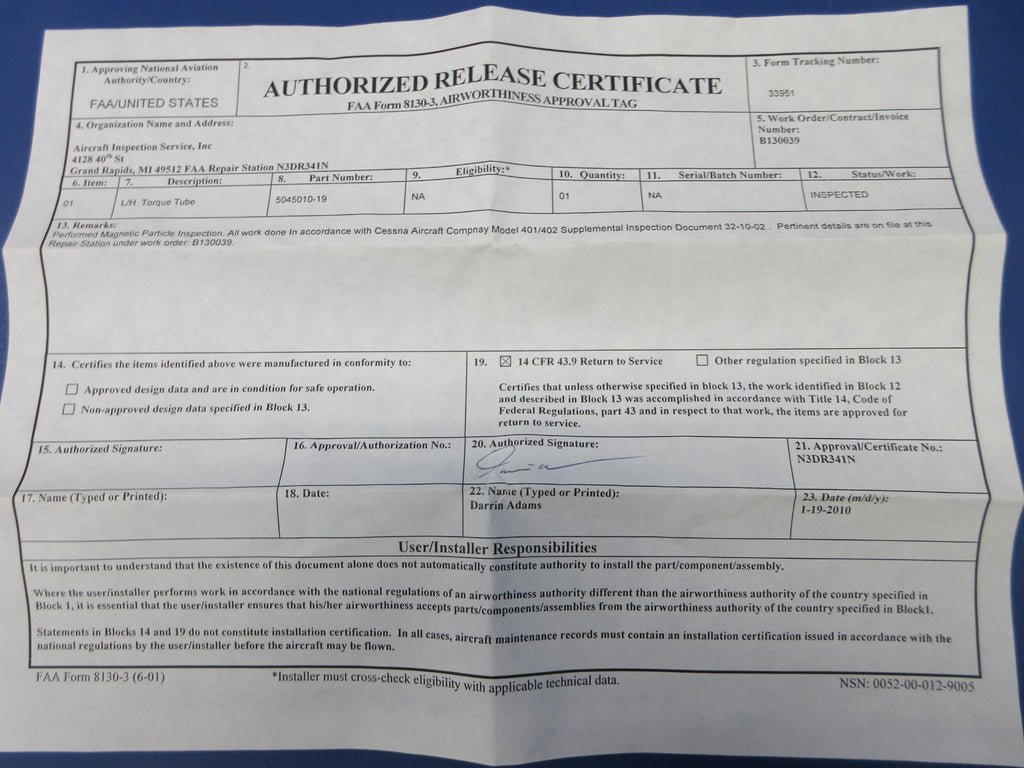 1. Approving National Aviation
Authority/Country:
FAA/UNITED STATES
2.
AUTHORIZED RELEASE CERTIFICATE
FAA Form 8130-3, AIRWORTHINESS APPROVAL TAG
3. Form Tracking Number:
33951
4. Organization Name and Address:
Aircraft Inspection Service, Inc
4128 40th St
Grand Rapids, MI 49512 FAA Repair Station N3DR341N
5. Work Order/Contract/Invoice
Number:
B130039
6. Item: 7. Description: 8. Part Number: 9. Eligibility:* 10. Quantity: 11. Serial/Batch Number: 12. Status/Work:
01 L/H Torque Tube 5045010-19 NA 01 NA INSPECTED
13. Remarks:
Performed Magnetic Particle Inspection. All work done In accordance with Cessna Aircraft Compnay Model 401/402 Supplemental Inspection Document 32-10-02 . Pertinent details are on file at this
Repair Station under work order: B130039.
14. Certifies the items identified above were manufactured in conformity to:
Approved design data and are in condition for safe operation.
Non-approved design data specified in Block 13.
19. ☒ 14 CFR 43.9 Return to Service ☐ Other regulation specified in Block 13
Certifies that unless otherwise specified in block 13, the work identified in Block 12
and described in Block 13 was accomplished in accordance with Title 14, Code of
Federal Regulations, part 43 and in respect to that work, the items are approved for
return to service.
15. Authorized Signature: 16. Approval/Authorization No.: 20. Authorized Signature: 21. Approval/Certificate No.:
N3DR341N
17. Name (Typed or Printed): 18. Date: 22. Name (Typed or Printed): 23. Date (m/d/y):
Darrin Adams 1-19-2010
User/Installer Responsibilities
It is important to understand that the existence of this document alone does not automatically constitute authority to install the part/component/assembly.
Where the user/installer performs work in accordance with the national regulations of an airworthiness authority different than the airworthiness authority of the country specified in
Block 1, it is essential that the user/installer ensures that his/her airworthiness accepts parts/components/assemblies from the airworthiness authority of the country specified in Block1.
Statements in Blocks 14 and 19 do not constitute installation certification. In all cases, aircraft maintenance records must contain an installation certification issued in accordance with the
national regulations by the user/installer before the aircraft may be flown.
FAA Form 8130-3 (6-01) *Installer must cross-check eligibility with applicable technical data. NSN: 0052-00-012-9005